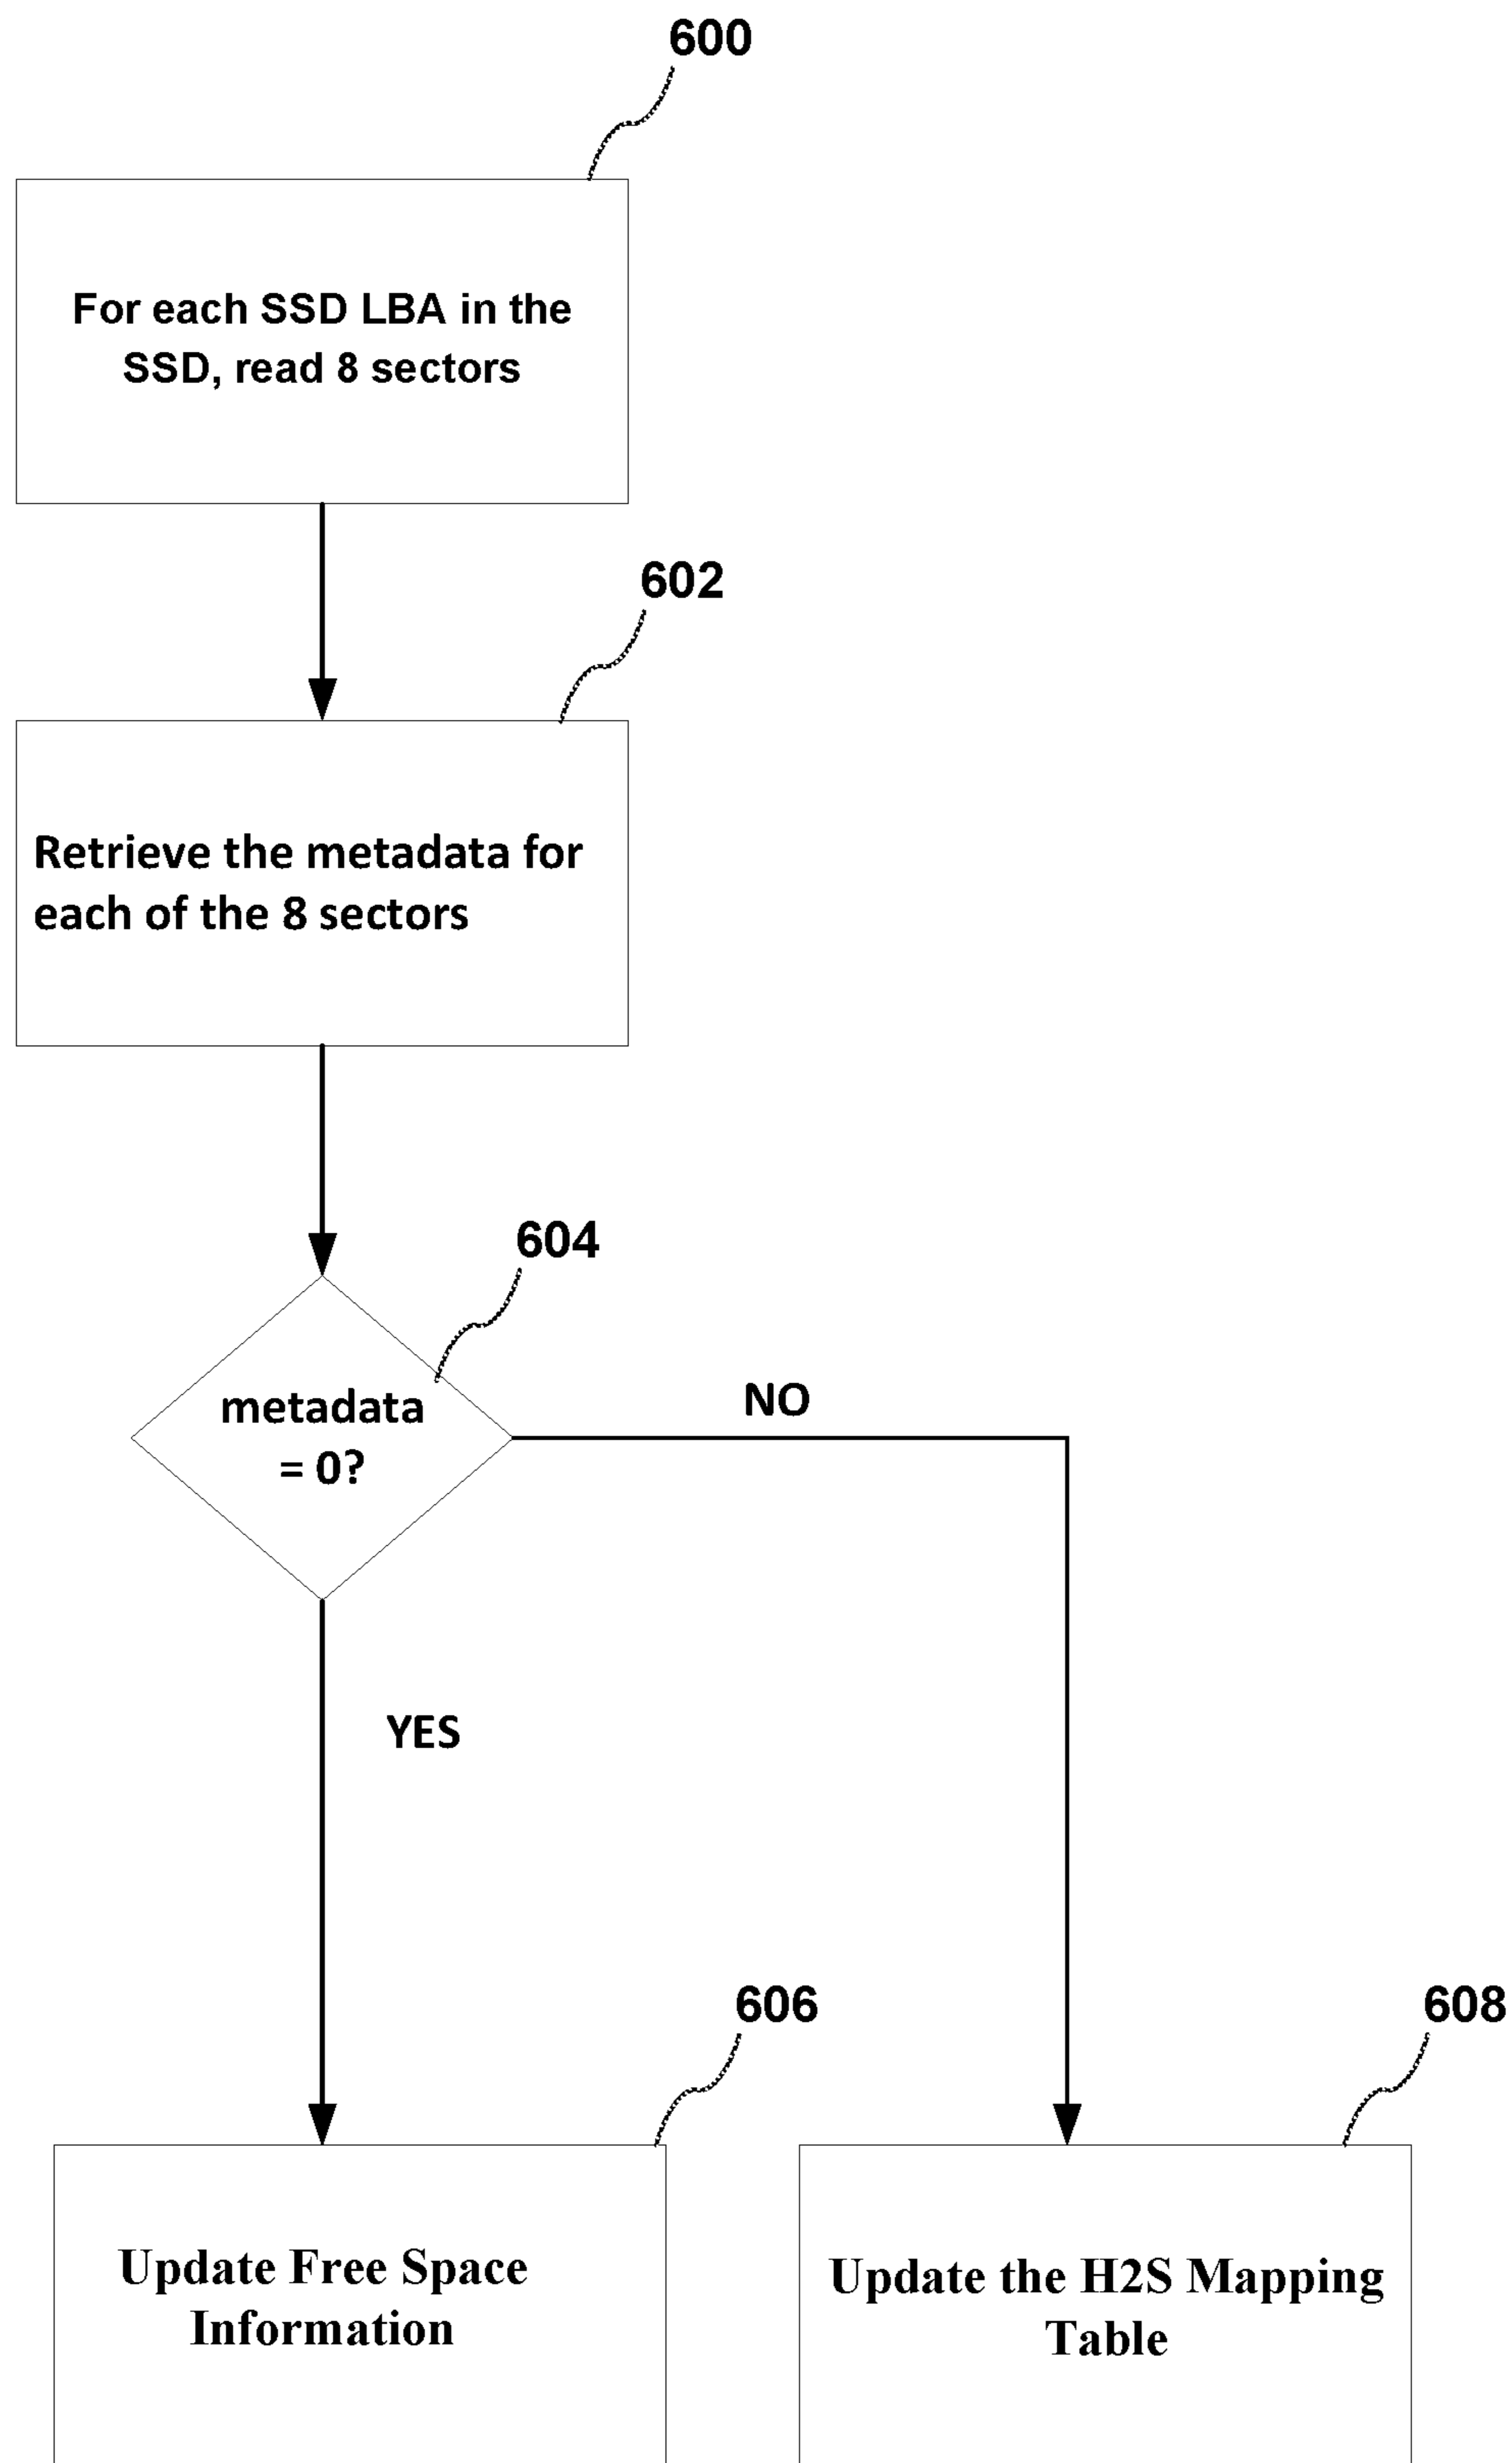 600
For each SSD LBA in the
SSD, read 8 sectors
602
Retrieve the metadata for
each of the 8 sectors
604
metadata
= 0?
NO
YES
606
608
Update Free Space
Information
Update the H2S Mapping
Table